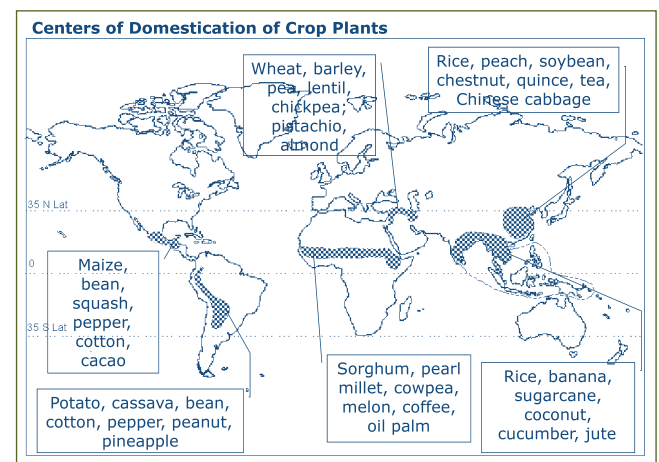 Centers of Domestication of Crop Plants
Wheat, barley,
pea, lentil,
chickpea;
pistachio,
almond
Rice, peach, soybean,
chestnut, quince, tea,
Chinese cabbage
35 N Lat
0
35 S Lat
Maize,
bean,
squash,
pepper,
cotton,
cacao
Potato, cassava, bean,
cotton, pepper, peanut,
pineapple
Sorghum, pearl
millet, cowpea,
melon, coffee,
oil palm
Rice, banana,
sugarcane,
coconut,
cucumber, jute